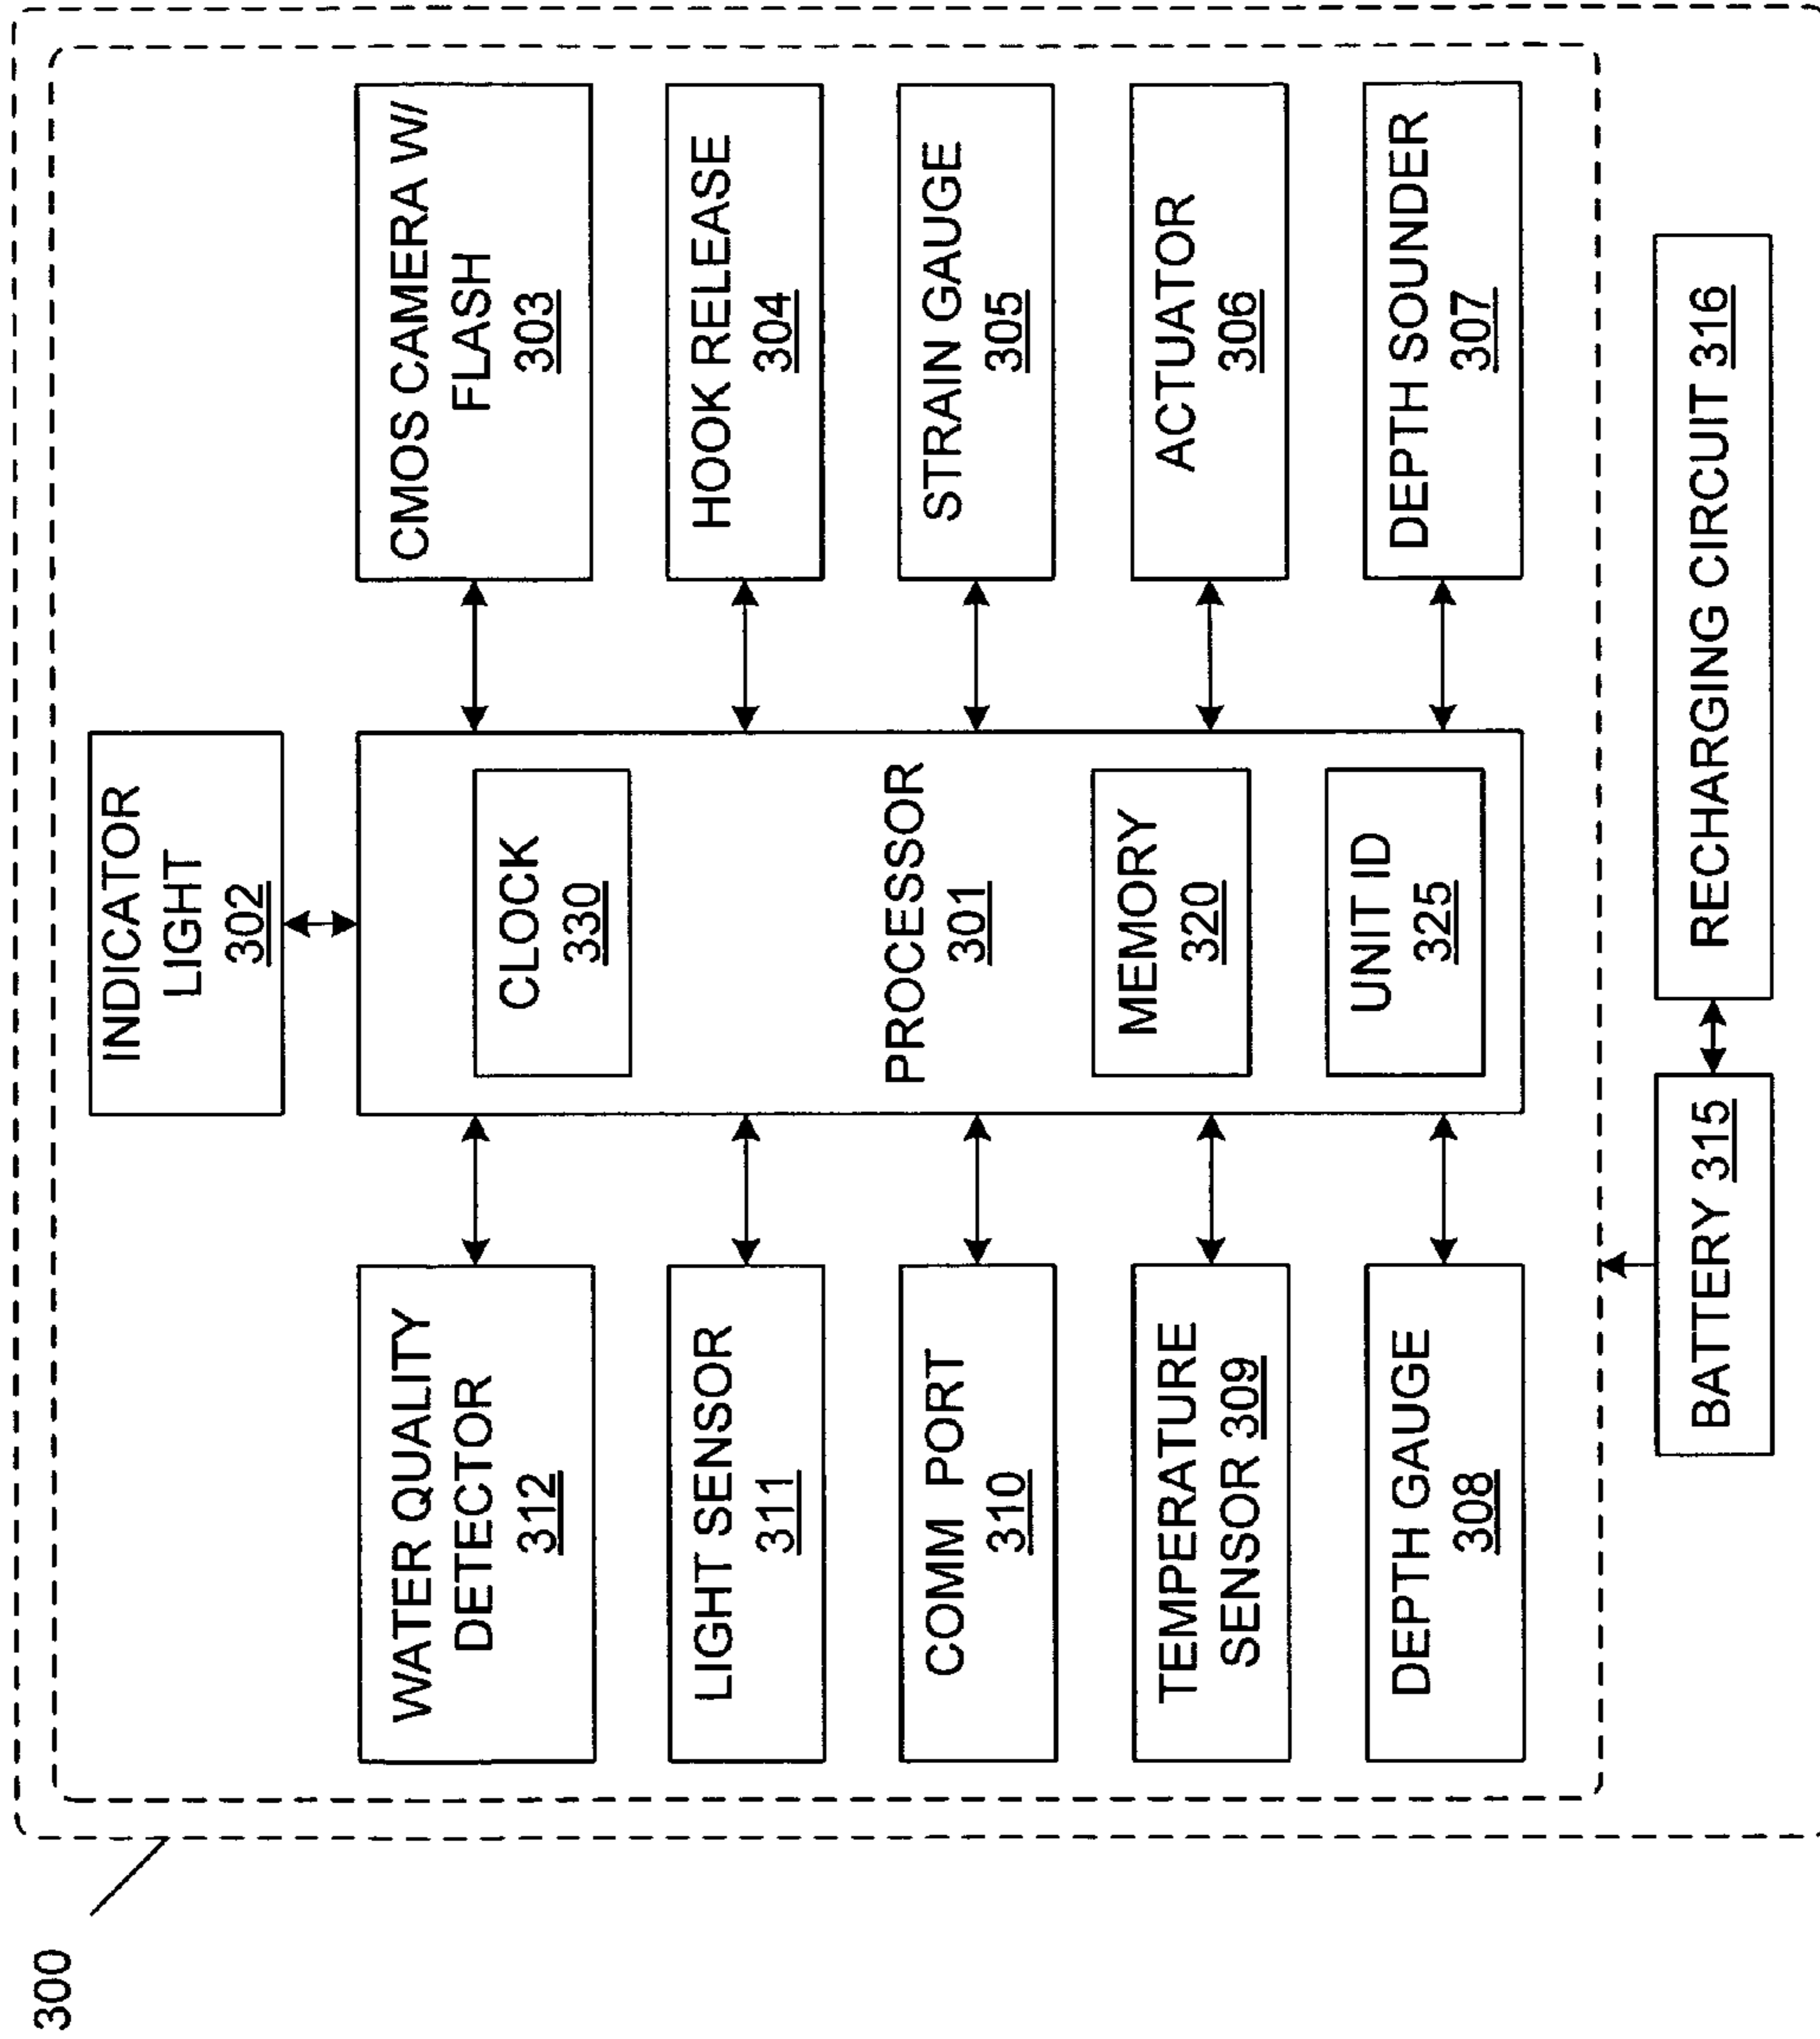 300
INDICATOR
LIGHT
302
WATER QUALITY
DETECTOR
312
LIGHT SENSOR
311
COMM PORT
310
TEMPERATURE
SENSOR 309
DEPTH GAUGE
308
CLOCK
330
PROCESSOR
301
MEMORY
320
UNIT ID
325
CMOS CAMERA W/
FLASH
303
HOOK RELEASE
304
STRAIN GAUGE
305
ACTUATOR
306
DEPTH SOUNDER
307
BATTERY 315
RECHARGING CIRCUIT 316